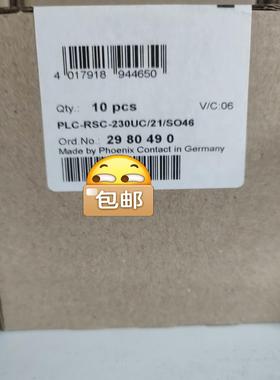 4 017918 944650
Qty.: 10 pcs V/C:06
PLC-RSC-230UC/21/SO46
Ord.No.: 29 80 49 0
Made by Phoenix Contact in Germany
包邮